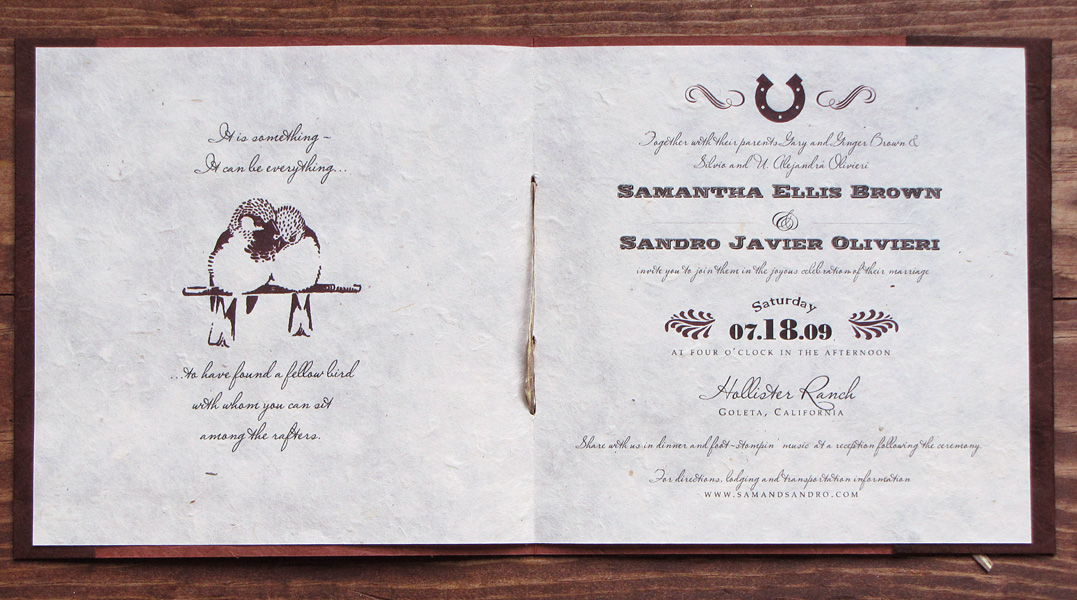 It is something –
It can be everything...
...to have found a fellow bird
with whom you can sit
among the rafters.
Together with their parents Gary and Ginger Brown &
Silvio and U. Alejandra Olivieri
SAMANTHA ELLIS BROWN
&
SANDRO JAVIER OLIVIERI
invite you to join them in the joyous celebration of their marriage
Saturday
07.18.09
AT FOUR O'CLOCK IN THE AFTERNOON
Hollister Ranch
GOLETA, CALIFORNIA
Share with us in dinner and foot-stompin' music at a reception following the ceremony.
For directions, lodging and transportation information
WWW.SAMANDSANDRO.COM